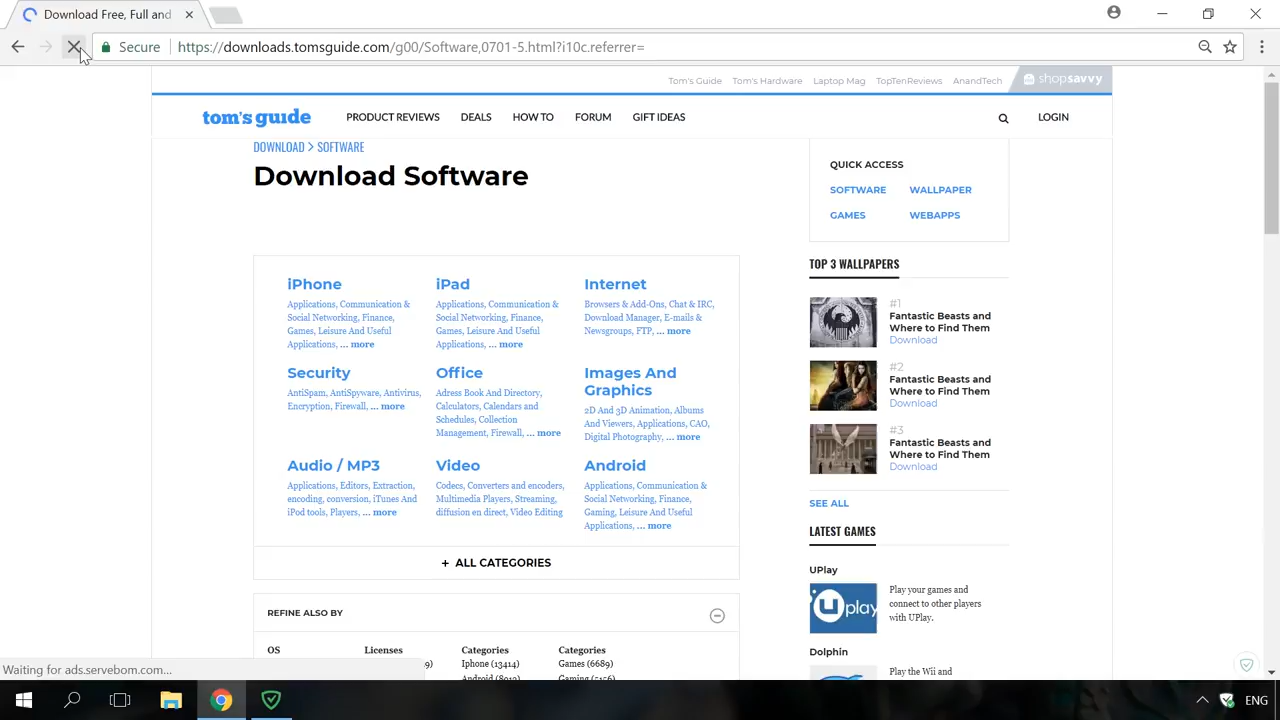 Download Free, Full and
Secure https://downloads.tomsguide.com/g00/Software,0701-5.html?i10c.referrer=
Tom's Guide Tom's Hardware Laptop Mag TopTenReviews AnandTech shopsavvy
tom's guide PRODUCT REVIEWS DEALS HOW TO FORUM GIFT IDEAS LOGIN
DOWNLOAD > SOFTWARE
Download Software
iPhone
Applications, Communication &
Social Networking, Finance,
Games, Leisure And Useful
Applications, ... more
iPad
Applications, Communication &
Social Networking, Finance,
Games, Leisure And Useful
Applications, ... more
Internet
Browsers & Add-Ons, Chat & IRC,
Download Manager, E-mails &
Newsgroups, FTP, ... more
Security
AntiSpam, AntiSpyware, Antivirus,
Encryption, Firewall, ... more
Office
Adress Book And Directory,
Calculators, Calendars and
Schedules, Collection
Management, Firewall, ... more
Images And
Graphics
2D And 3D Animation, Albums
And Viewers, Applications, CAO,
Digital Photography, ... more
Audio / MP3
Applications, Editors, Extraction,
encoding, conversion, iTunes And
iPod tools, Players, ... more
Video
Codecs, Converters and encoders,
Multimedia Players, Streaming,
diffusion en direct, Video Editing
Android
Applications, Communication &
Social Networking, Finance,
Gaming, Leisure And Useful
Applications, ... more
+ ALL CATEGORIES
REFINE ALSO BY
OS Licenses Categories Categories
9) Iphone (13414) Games (6689)
Android (8912) Gaming (5156)
QUICK ACCESS
SOFTWARE WALLPAPER
GAMES WEBAPPS
TOP 3 WALLPAPERS
#1
Fantastic Beasts and
Where to Find Them
Download
#2
Fantastic Beasts and
Where to Find Them
Download
#3
Fantastic Beasts and
Where to Find Them
Download
SEE ALL
LATEST GAMES
UPlay
uplay
Play your games and
connect to other players
with UPlay.
Dolphin
Play the Wii and
Waiting for ads.servebom.com...
ENG